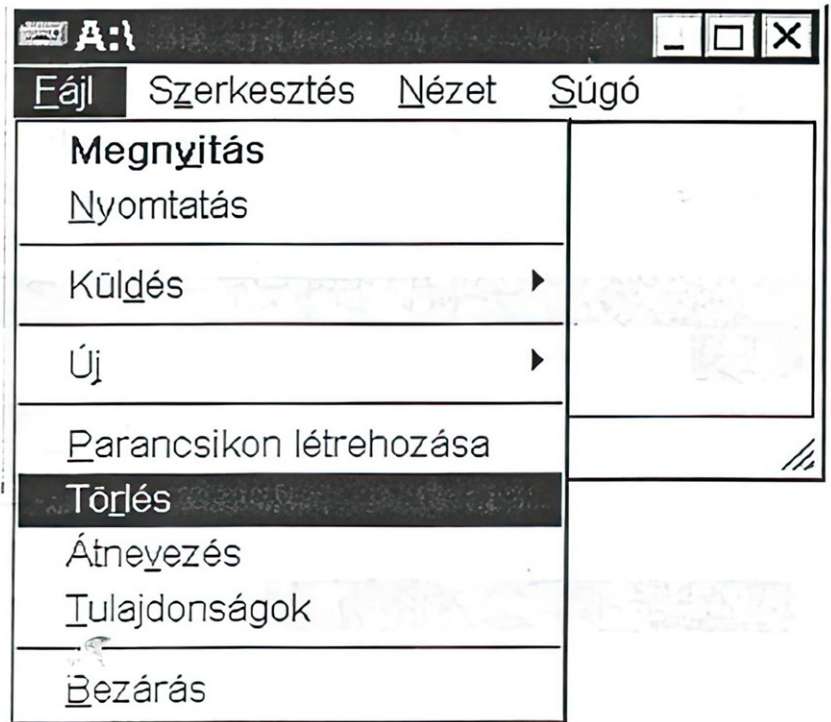 A:\
Fájl Szerkesztés Nézet Súgó
Megnyitás
Nyomtatás
Küldés
Új
Parancsikon létrehozása
Törlés
Átnevezés
Tulajdonságok
Bezárás